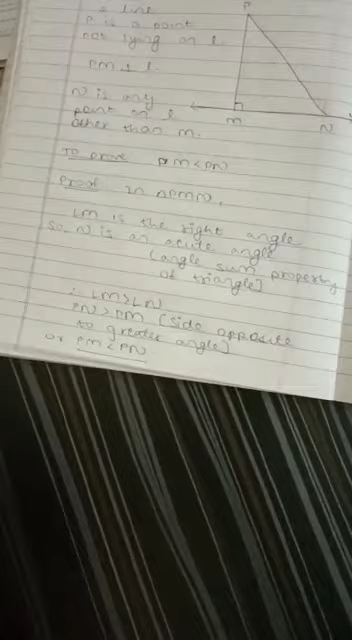 a line
P is a point
not lying on l.
PM ⊥ l.
N is any
point on l
other than m.
P
M
N
To prove PM < PN
Proof In ΔPMN,
∠M is the right angle
So, N is an acute angle
(angle sum property
of triangle]
∴ ∠M > ∠N
PN > PM [side opposite
to greater angle]
or PM < PN